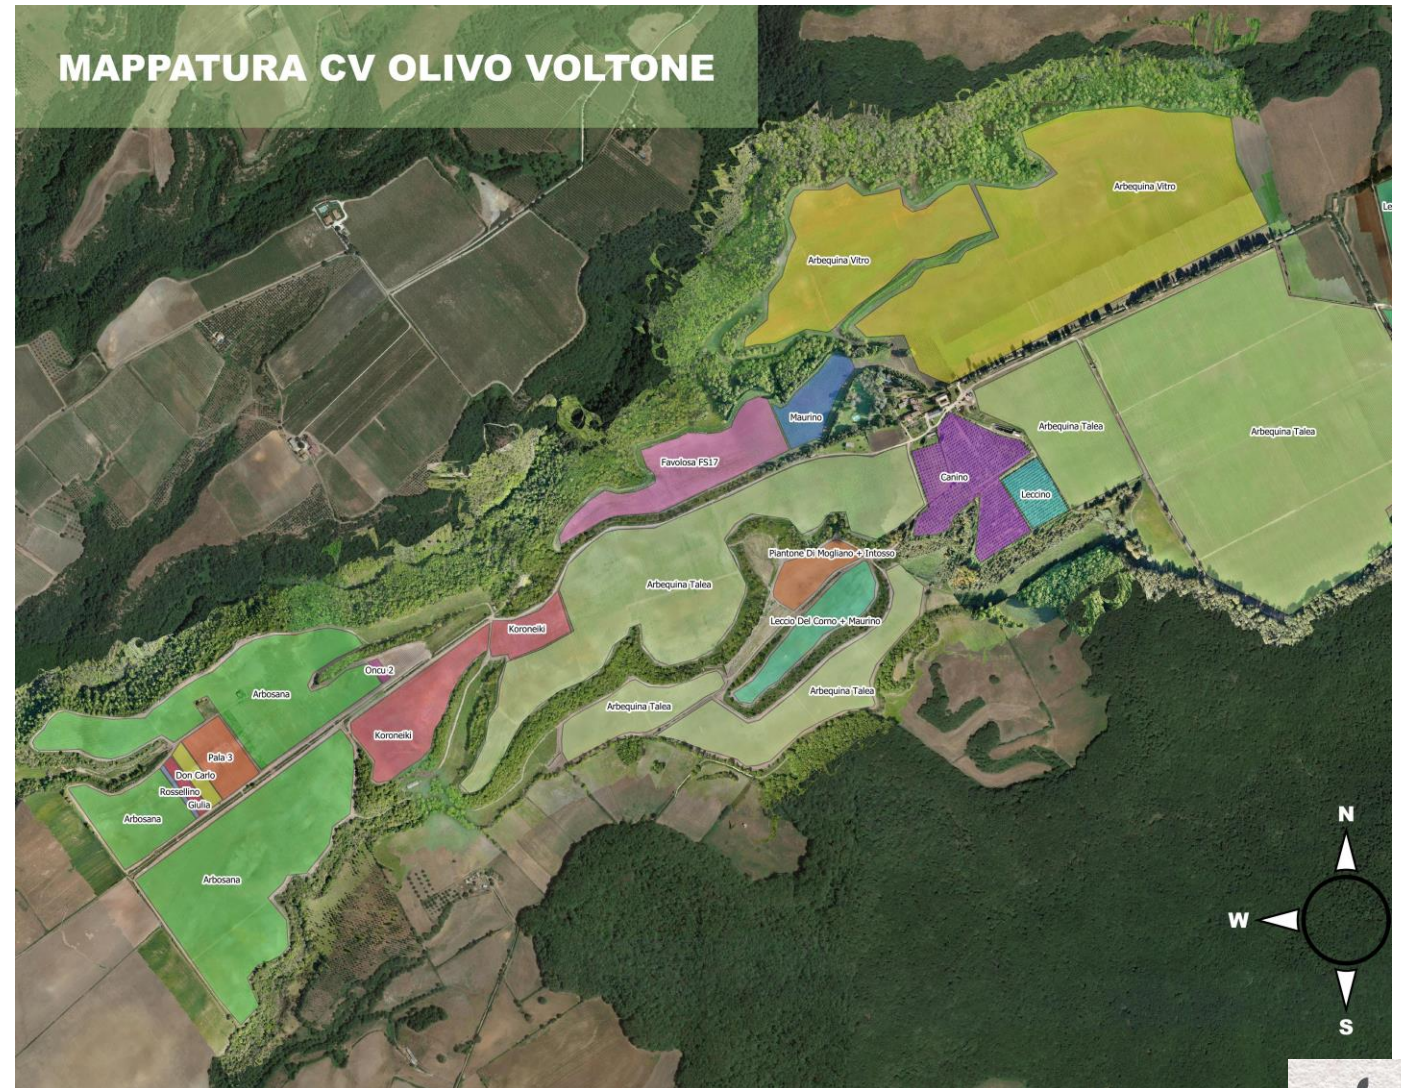 MAPPATURA CV OLIVO VOLTONE
Arbequina Vitro
Le
Arbequina Vitro
Maurino
Arbequina Talea
Arbequina Talea
Favolosa FS17
Canino
Leccino
Piantone Di Mogliano + Intosso
Arbequina Talea
Leccio Del Corno + Maurino
Koroneiki
Oncu 2
Arbosana
Arbequina Talea
Arbequina Talea
Koroneiki
Pala 3
Don Carlo
Rossellino
Giulia
Arbosana
Arbosana
N
W
S